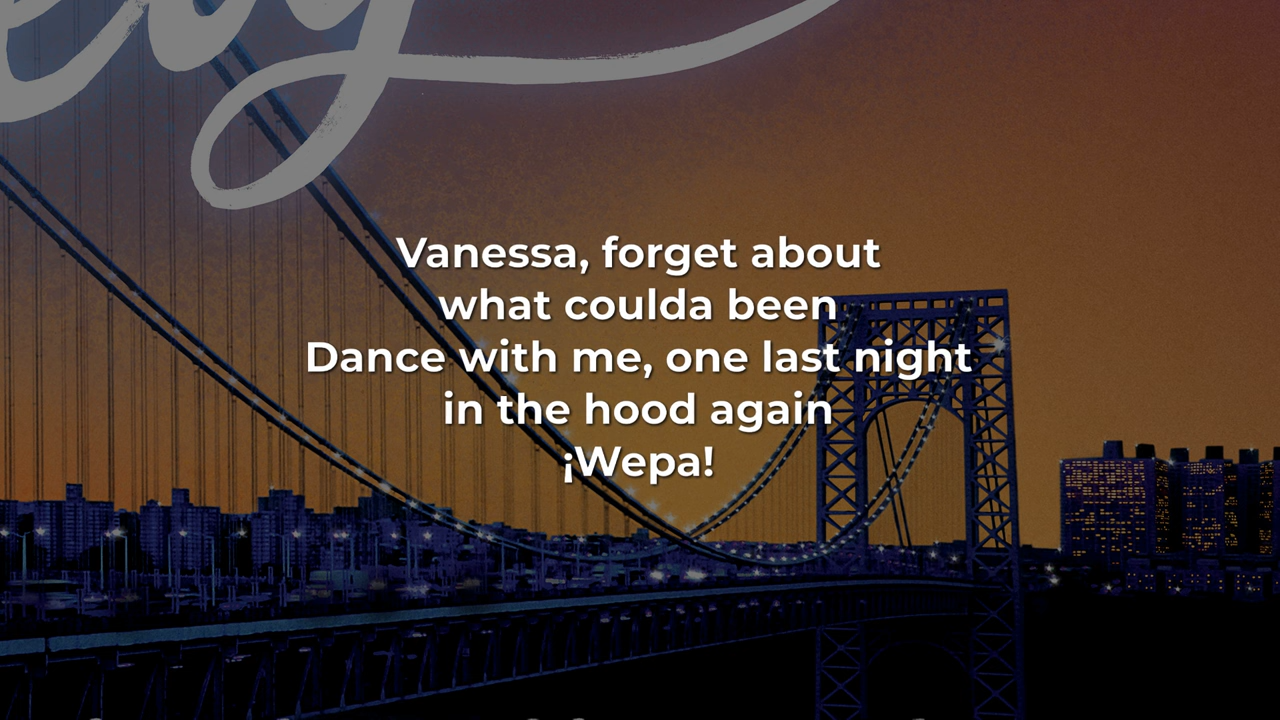 Vanessa, forget about
what coulda been
Dance with me, one last night
in the hood again
¡Wepa!